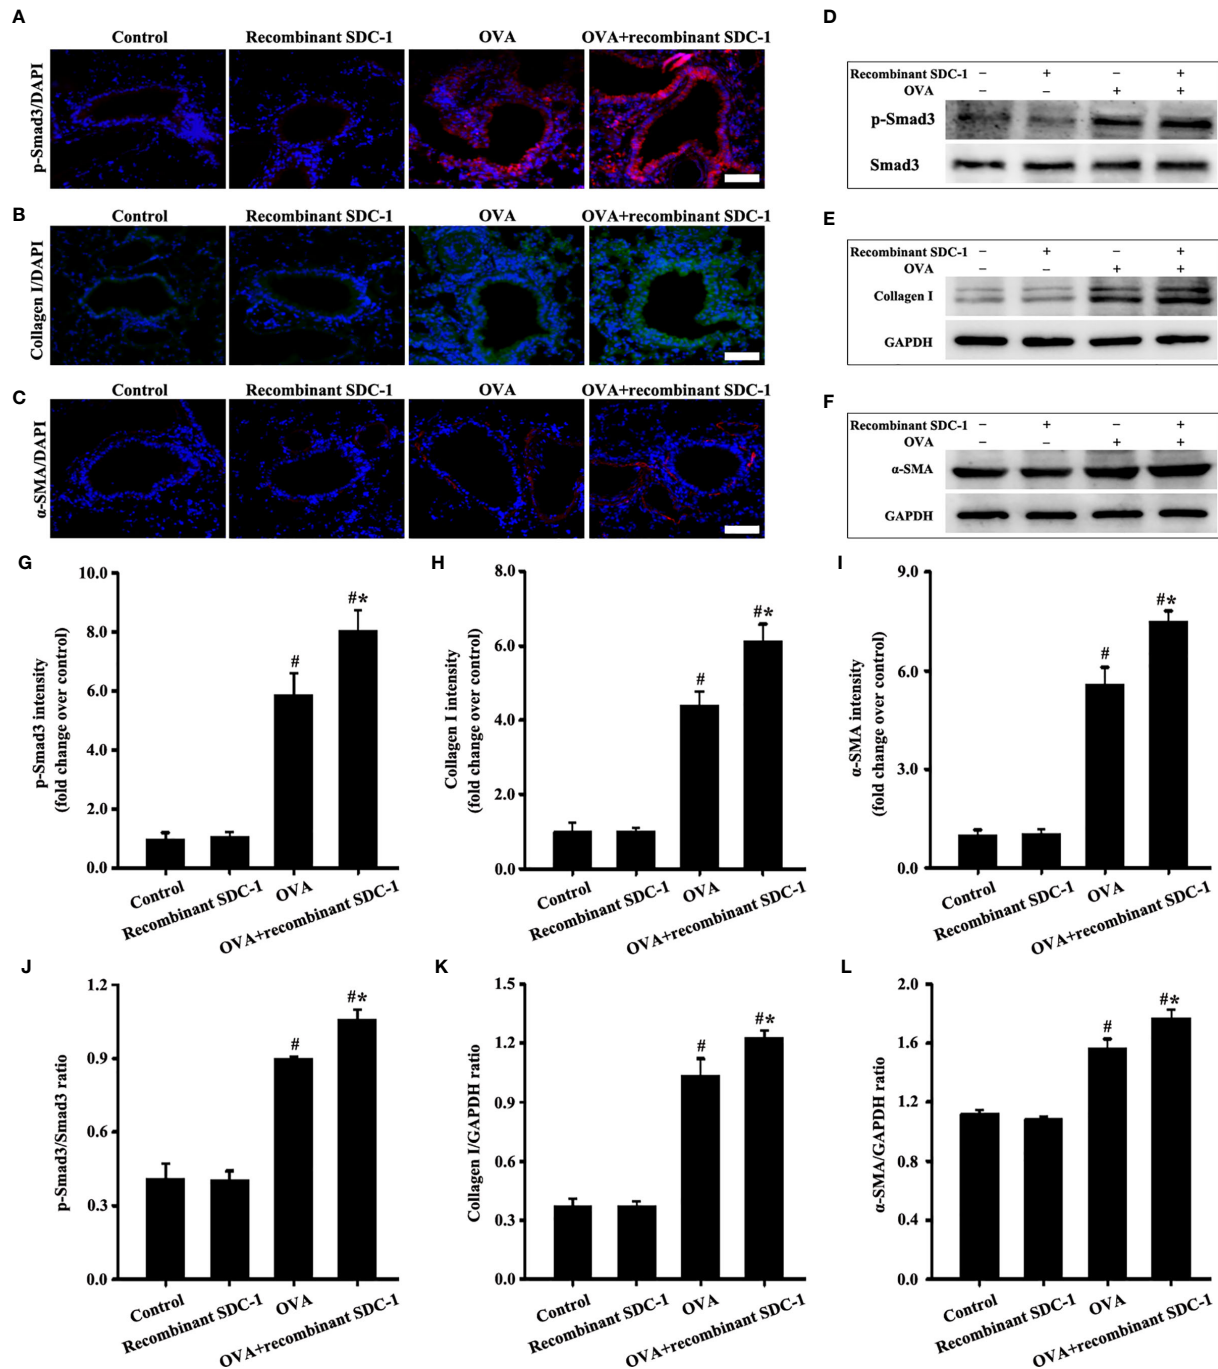 A
Control Recombinant SDC-1 OVA OVA+recombinant SDC-1
p-Smad3/DAPI
B
Control Recombinant SDC-1 OVA OVA+recombinant SDC-1
Collagen I/DAPI
C
Control Recombinant SDC-1 OVA OVA+recombinant SDC-1
α-SMA/DAPI
D
Recombinant SDC-1 − + − +
OVA − − + +
p-Smad3
Smad3
E
Recombinant SDC-1 − + − +
OVA − − + +
Collagen I
GAPDH
F
Recombinant SDC-1 − + − +
OVA − − + +
α-SMA
GAPDH
G
p-Smad3 intensity
(fold change over control)
10.0
8.0
6.0
4.0
2.0
0.0
#
#*
Control
Recombinant SDC-1
OVA
OVA+recombinant SDC-1
H
Collagen I intensity
(fold change over control)
8.0
6.0
4.0
2.0
0.0
#
#*
Control
Recombinant SDC-1
OVA
OVA+recombinant SDC-1
I
α-SMA intensity
(fold change over control)
9.0
6.0
3.0
0.0
#
#*
Control
Recombinant SDC-1
OVA
OVA+recombinant SDC-1
J
p-Smad3/Smad3 ratio
1.2
0.9
0.6
0.3
0.0
#
#*
Control
Recombinant SDC-1
OVA
OVA+recombinant SDC-1
K
Collagen I/GAPDH ratio
1.5
1.2
0.9
0.6
0.3
0.0
#
#*
Control
Recombinant SDC-1
OVA
OVA+recombinant SDC-1
L
α-SMA/GAPDH ratio
2.0
1.6
1.2
0.8
0.4
0.0
#
#*
Control
Recombinant SDC-1
OVA
OVA+recombinant SDC-1